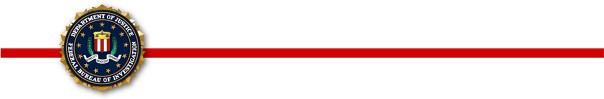 DEPARTMENT OF JUSTICE
FEDERAL BUREAU OF INVESTIGATION